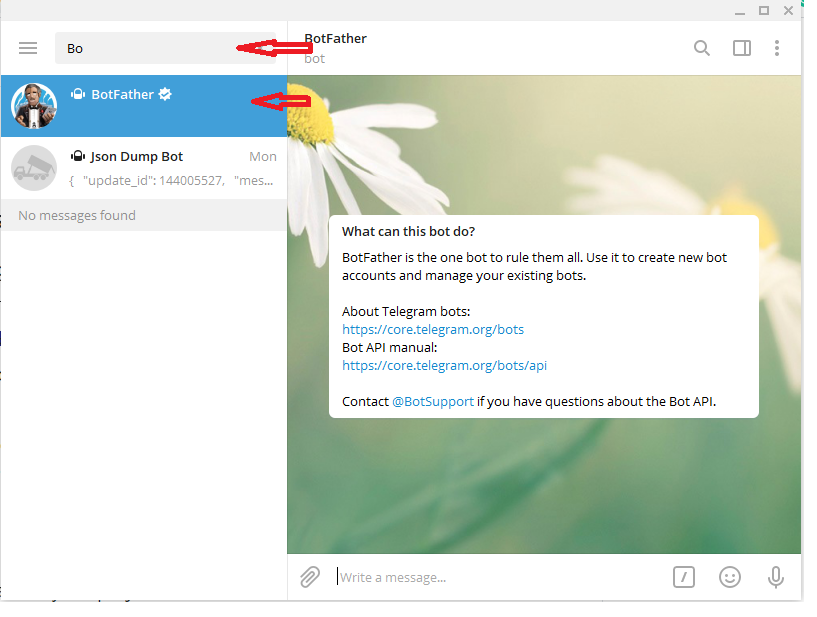 Bo
BotFather
bot
BotFather
Json Dump Bot Mon
{ "update_id": 144005527, "mes...
No messages found
What can this bot do?
BotFather is the one bot to rule them all. Use it to create new bot
accounts and manage your existing bots.
About Telegram bots:
https://core.telegram.org/bots
Bot API manual:
https://core.telegram.org/bots/api
Contact @BotSupport if you have questions about the Bot API.
Write a message...